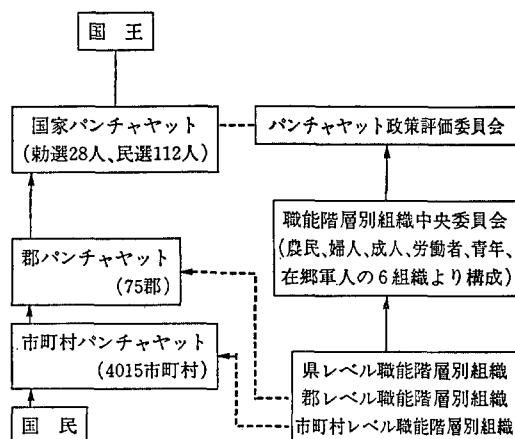 国 王
国家パンチャヤット
(勅選28人、民選112人)
パンチャヤット政策評価委員会
職能階層別組織中央委員会
(農民、婦人、成人、労働者、青年、
在郷軍人の6組織より構成)
郡パンチャヤット
(75郡)
市町村パンチャヤット
(4015市町村)
県レベル職能階層別組織
郡レベル職能階層別組織
市町村レベル職能階層別組織
国 民